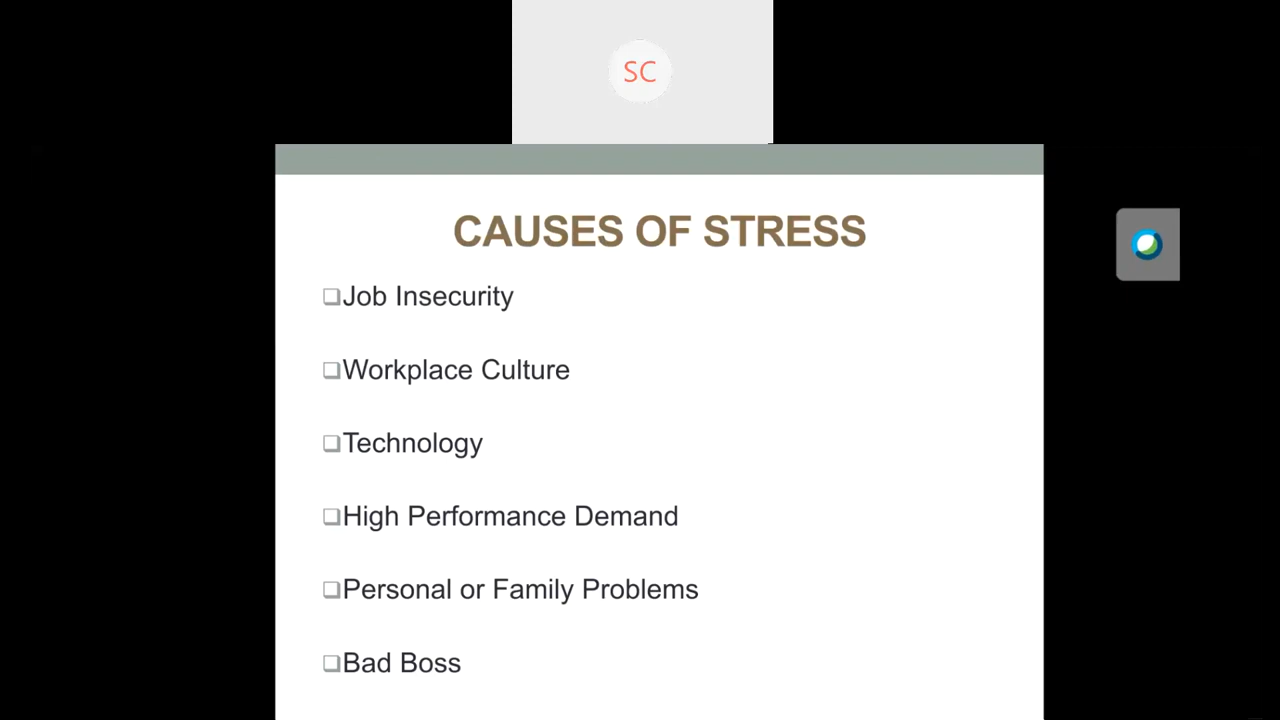 SC
CAUSES OF STRESS
Job Insecurity
Workplace Culture
Technology
High Performance Demand
Personal or Family Problems
Bad Boss